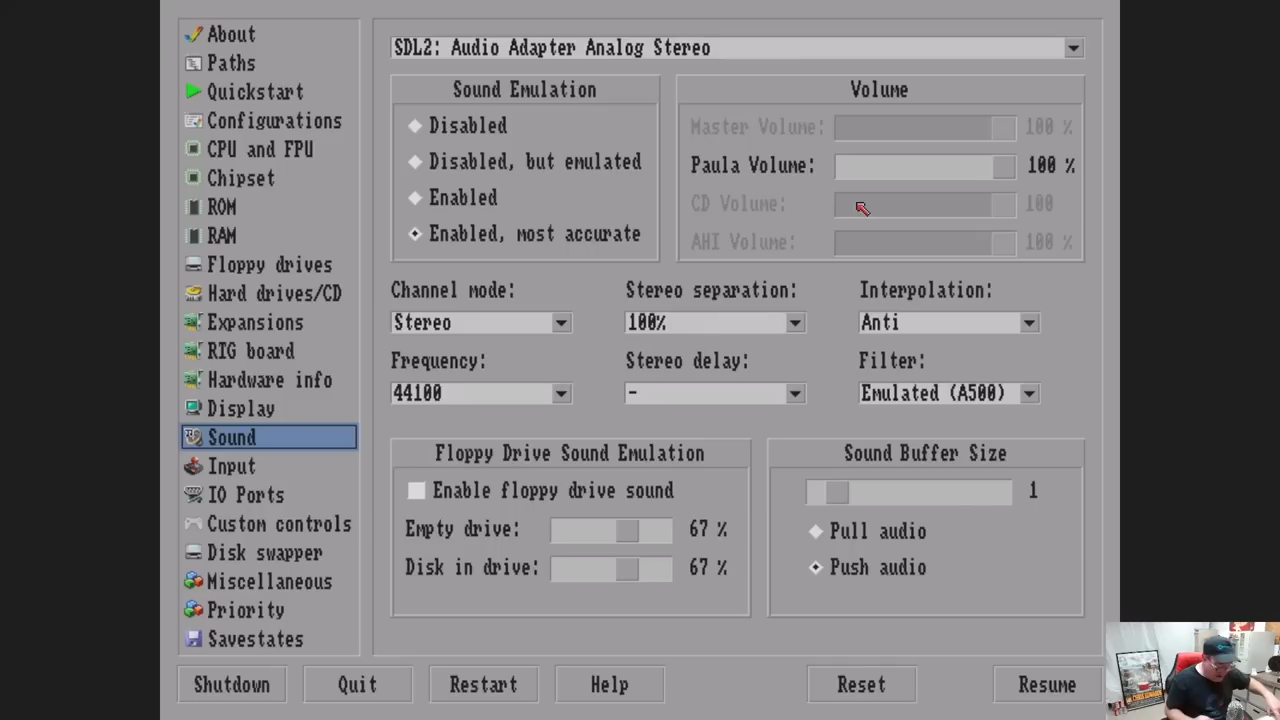 About
Paths
Quickstart
Configurations
CPU and FPU
Chipset
ROM
RAM
Floppy drives
Hard drives/CD
Expansions
RIG board
Hardware info
Display
Sound
Input
IO Ports
Custom controls
Disk swapper
Miscellaneous
Priority
Savestates
SDL2: Audio Adapter Analog Stereo
Sound Emulation
Disabled
Disabled, but emulated
Enabled
Enabled, most accurate
Volume
Master Volume: 100 %
Paula Volume: 100 %
CD Volume: 100
AHI Volume: 100 %
Channel mode: Stereo separation: Interpolation:
Stereo 100% Anti
Frequency: Stereo delay: Filter:
44100 - Emulated (A500)
Floppy Drive Sound Emulation
Enable floppy drive sound
Empty drive: 67 %
Disk in drive: 67 %
Sound Buffer Size
1
Pull audio
Push audio
Shutdown Quit Restart Help Reset Resume